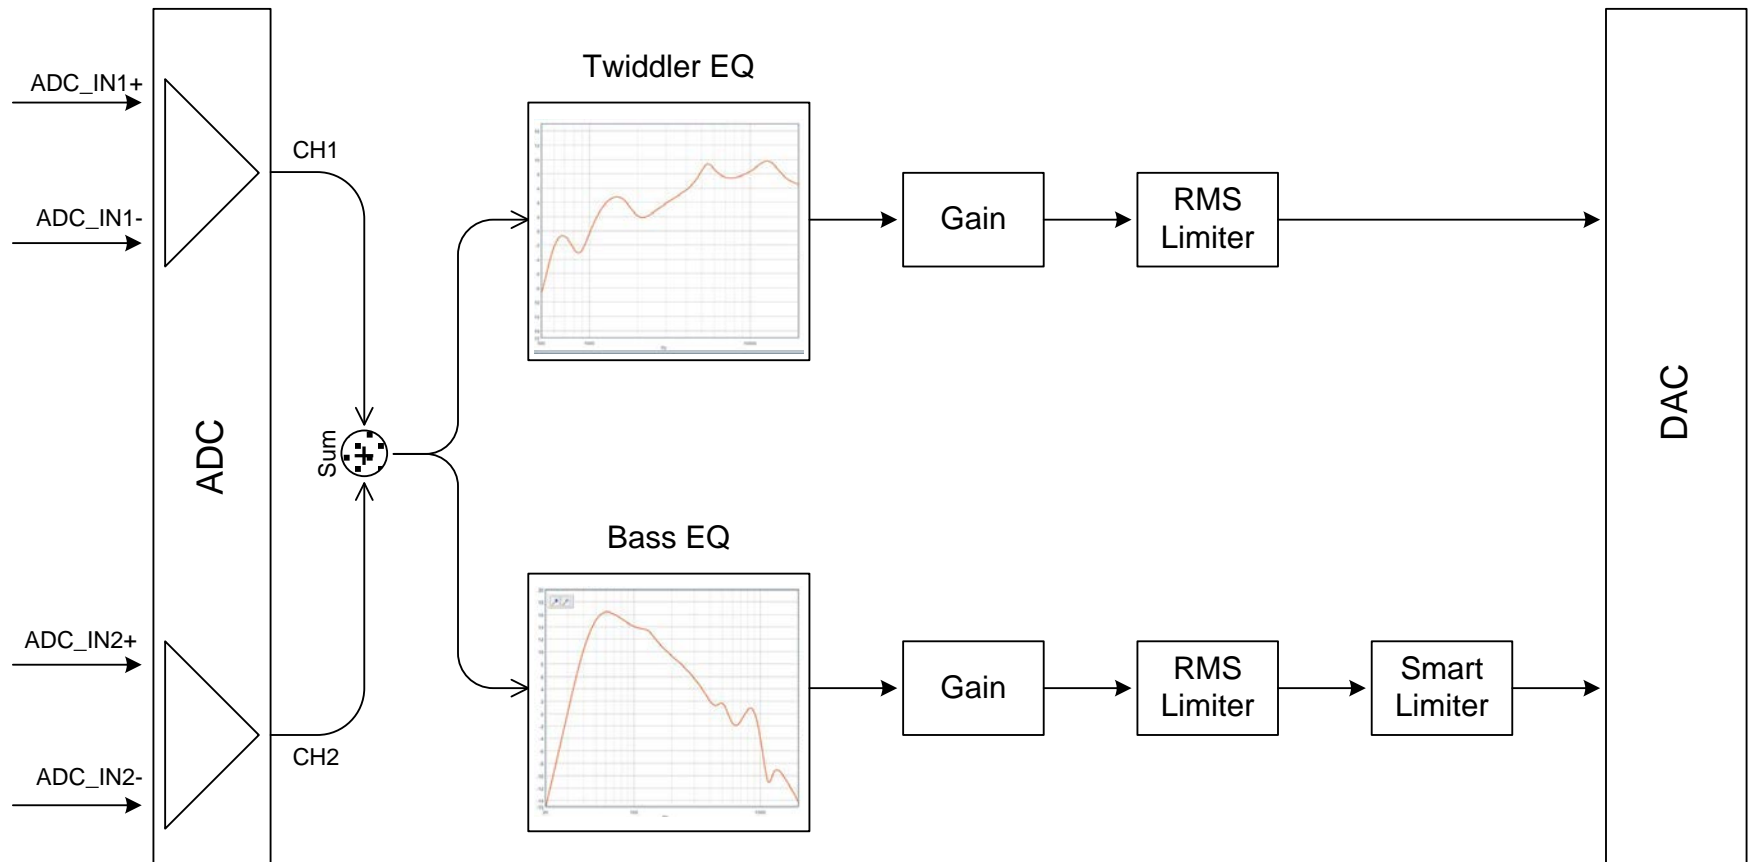 ADC_IN1+
ADC_IN1-
ADC_IN2+
ADC_IN2-
ADC
CH1
CH2
Sum
Twiddler EQ
Gain
RMS
Limiter
Bass EQ
Gain
RMS
Limiter
Smart
Limiter
DAC